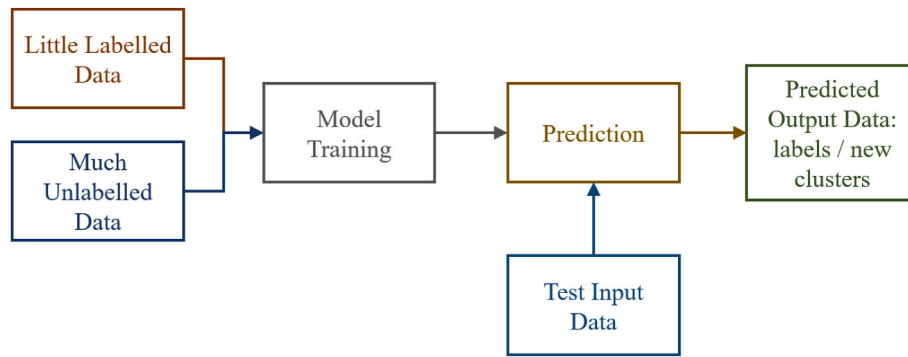 Little Labelled
Data
Much
Unlabelled
Data
Model
Training
Prediction
Predicted
Output Data:
labels / new
clusters
Test Input
Data